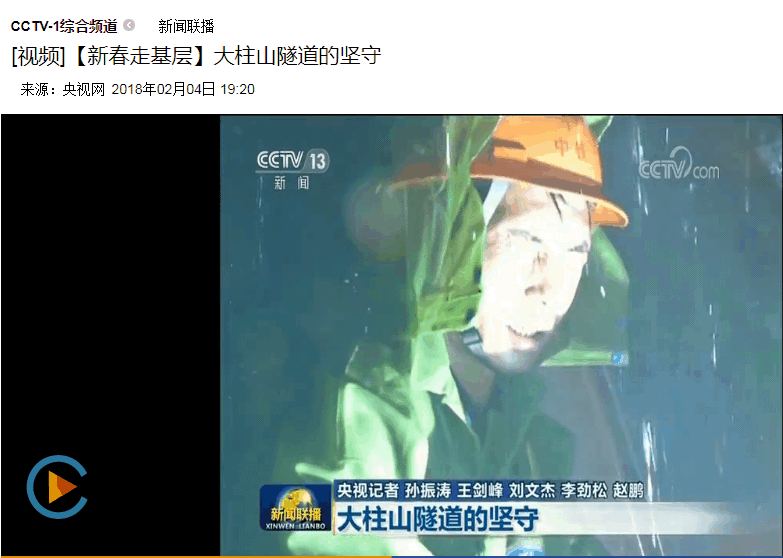 CCTV-1综合频道 新闻联播
[视频]【新春走基层】大柱山隧道的坚守
来源：央视网 2018年02月04日 19:20
CCTV 13
新闻
CCTV.com
中
央视记者 孙振涛 王剑峰 刘文杰 李劲松 赵鹏
新闻联播
XINWEN LIANBO
大柱山隧道的坚守